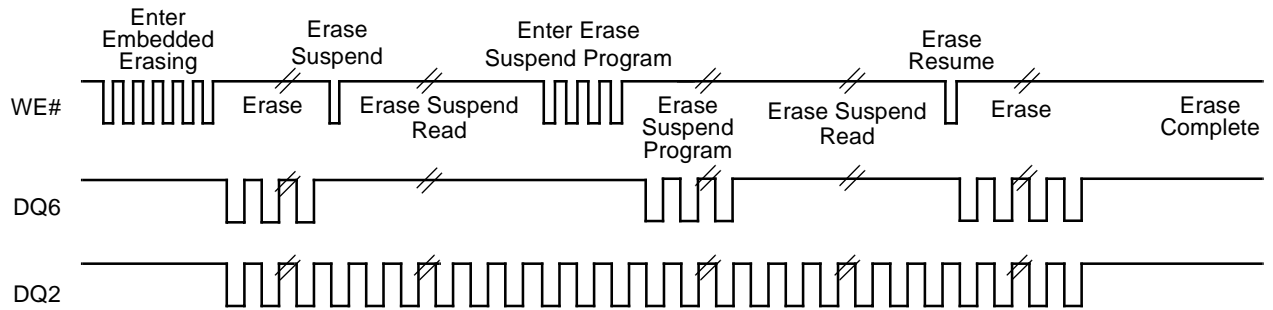 Enter
Embedded
Erasing
Erase
Suspend
Enter Erase
Suspend Program
Erase
Resume
WE#
Erase
Erase Suspend
Read
Erase
Suspend
Program
Erase Suspend
Read
Erase
Erase
Complete
DQ6
DQ2